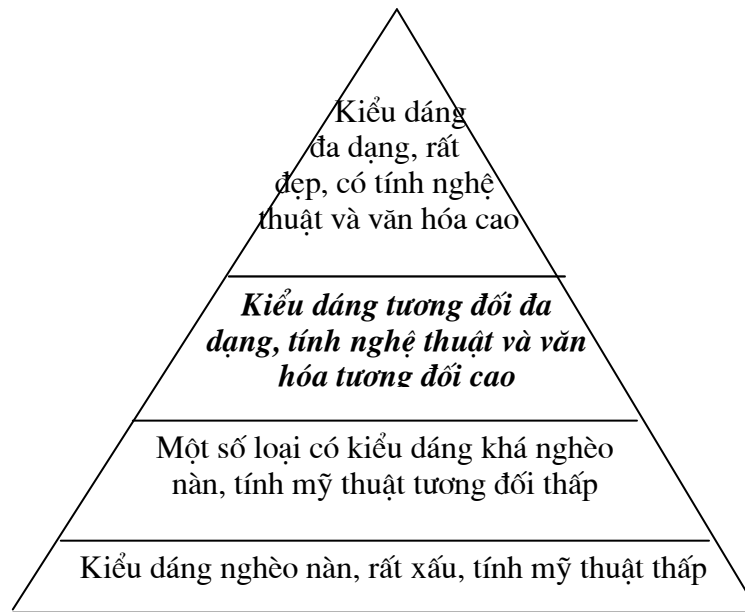 Kiểu dáng
đa dạng, rất
đẹp, có tính nghệ
thuật và văn hóa cao
Kiểu dáng tương đối đa
dạng, tính nghệ thuật và văn
hóa tương đối cao
Một số loại có kiểu dáng khá nghèo
nàn, tính mỹ thuật tương đối thấp
Kiểu dáng nghèo nàn, rất xấu, tính mỹ thuật thấp